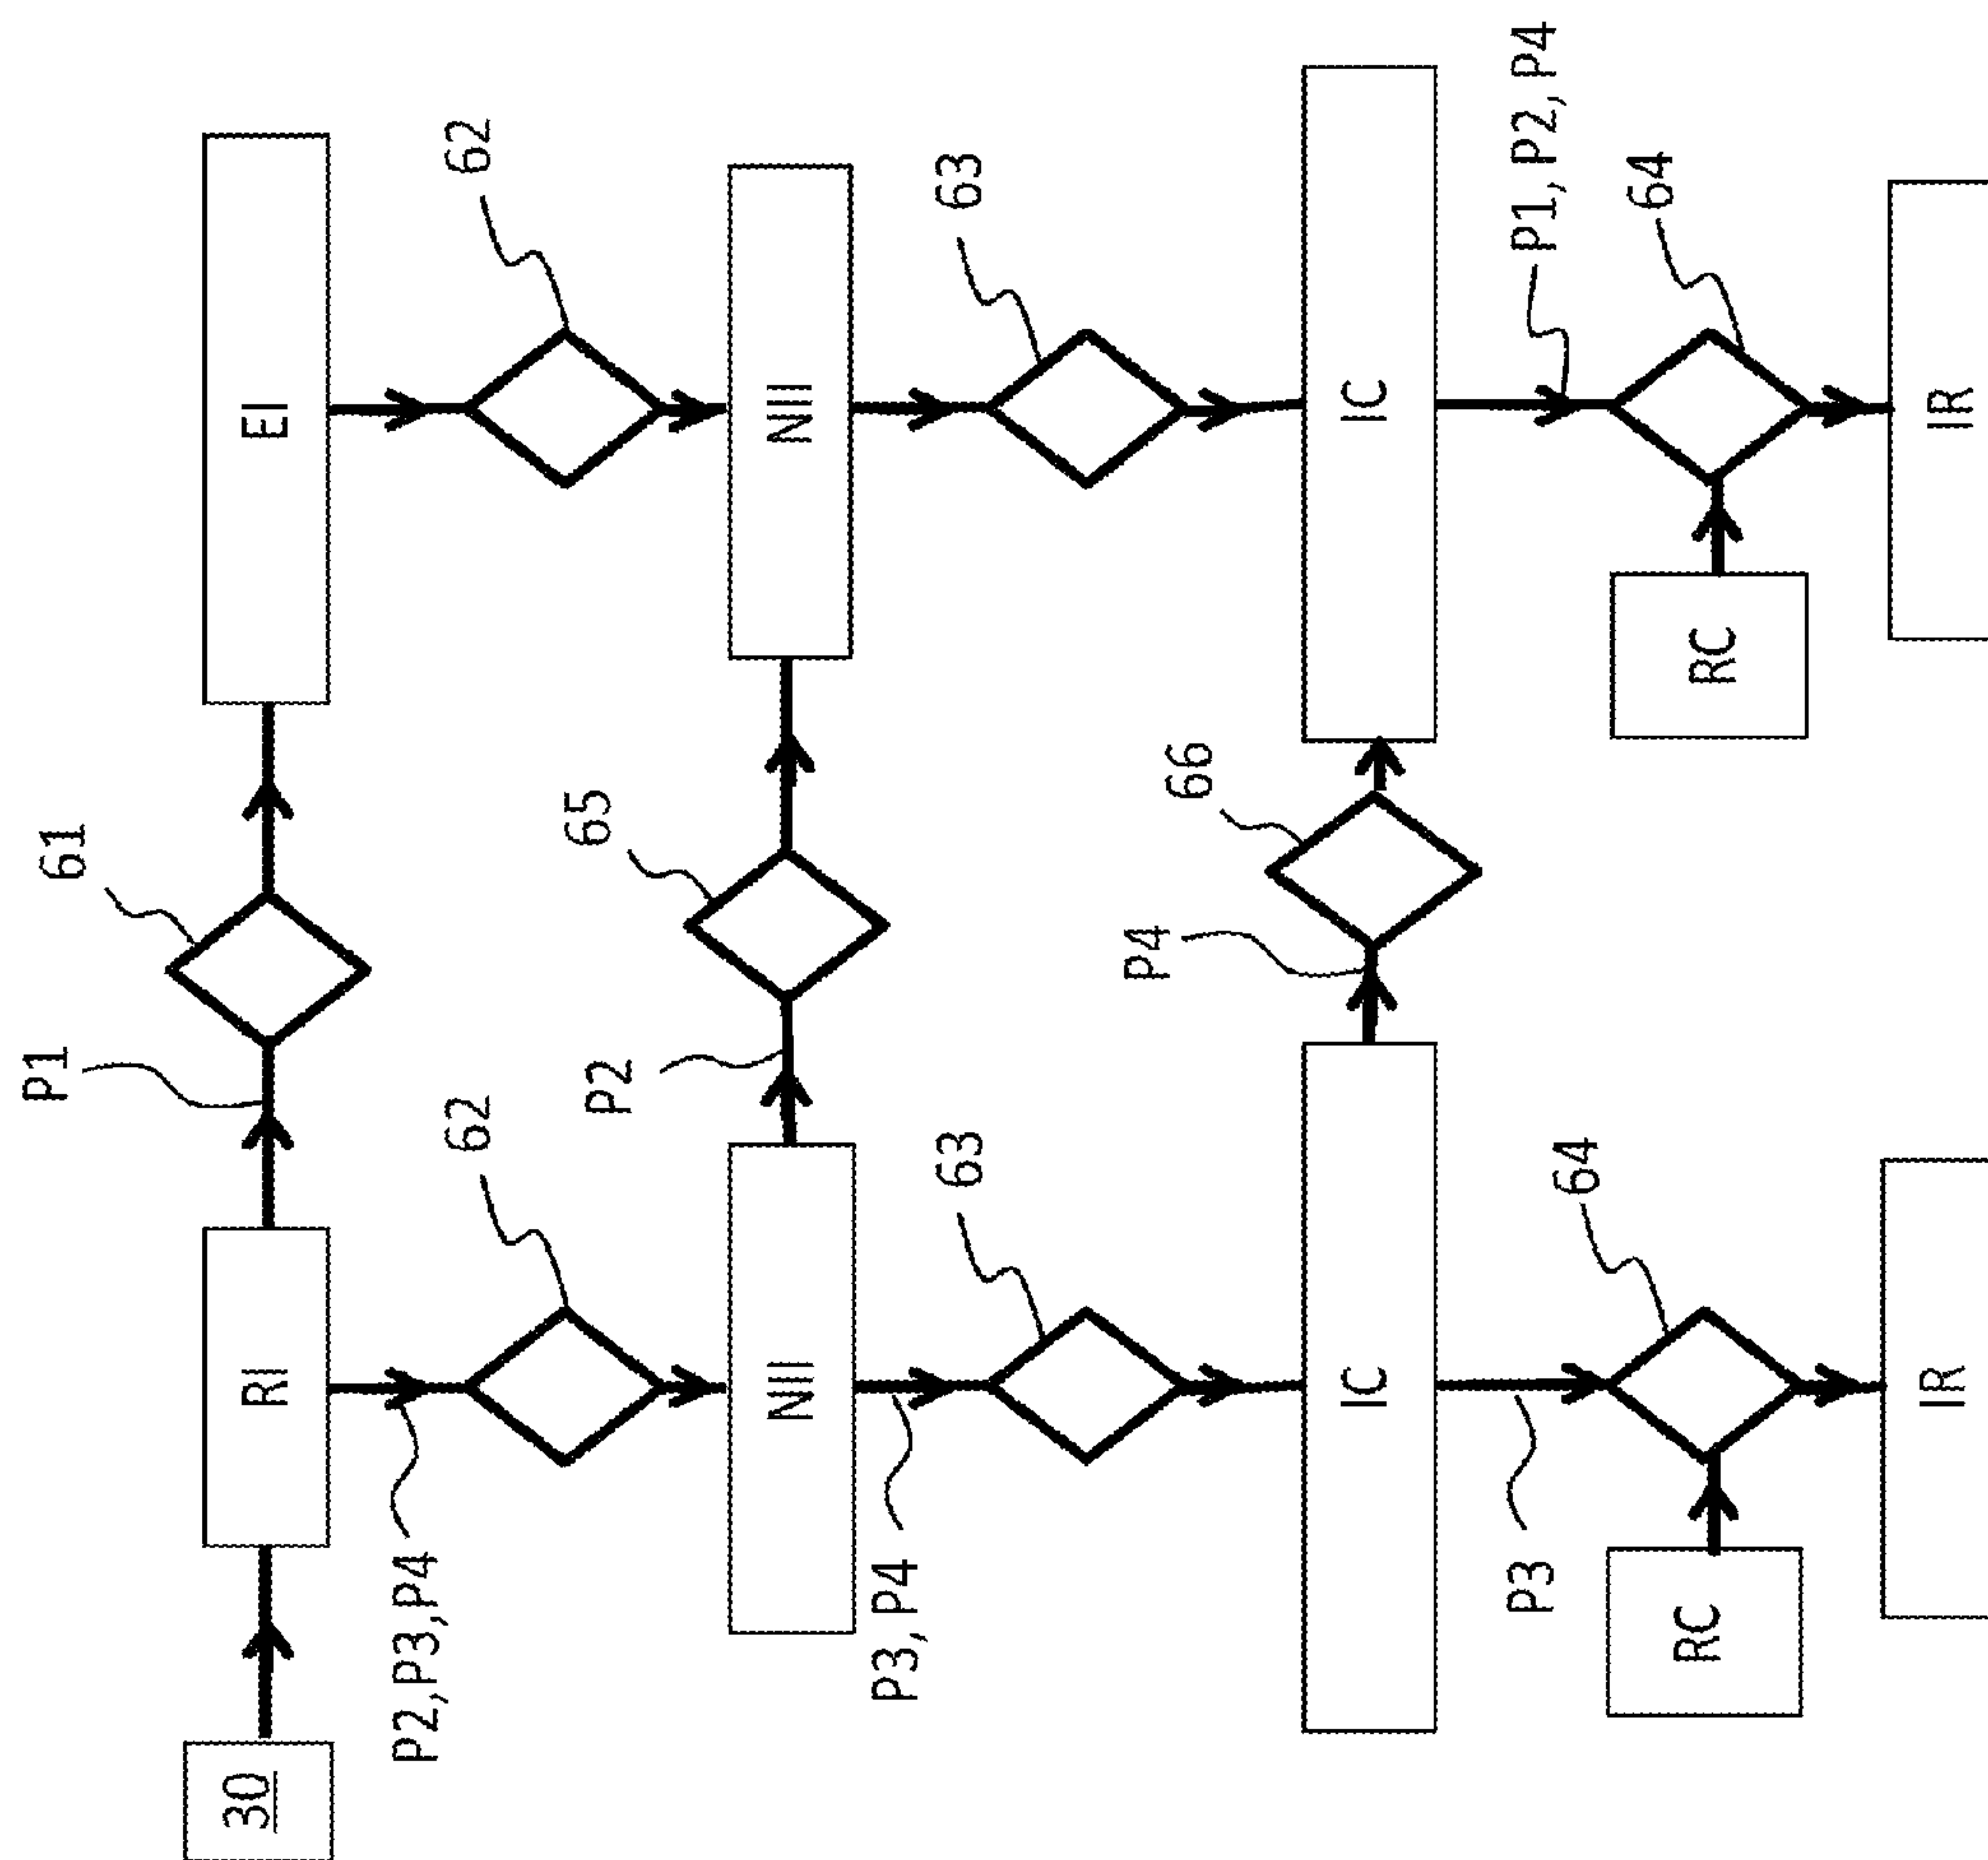 P1
61
30
RI
EI
P2,P3,P4
62
62
P2
65
NII
NII
P3,P4
63
63
P4
66
IC
IC
P3
P1,P2,P4
64
64
RC
RC
IR
IR